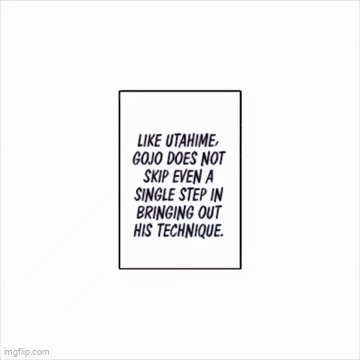 LIKE UTAHIME,
GOJO DOES NOT
SKIP EVEN A
SINGLE STEP IN
BRINGING OUT
HIS TECHNIQUE.
imgflip.com